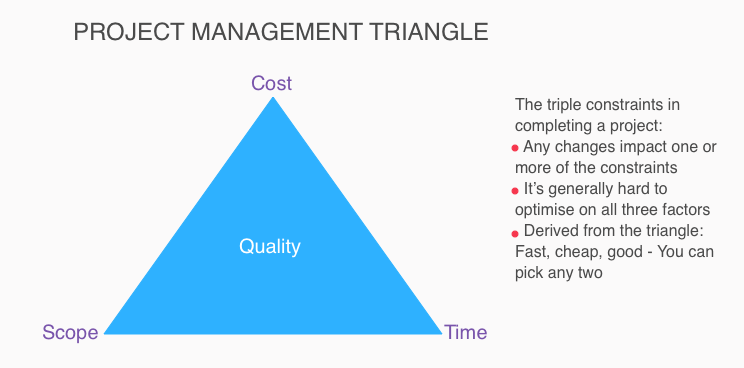 PROJECT MANAGEMENT TRIANGLE
Cost
Quality
Scope
Time
The triple constraints in
completing a project:
• Any changes impact one or
more of the constraints
• It’s generally hard to
optimise on all three factors
• Derived from the triangle:
Fast, cheap, good - You can
pick any two